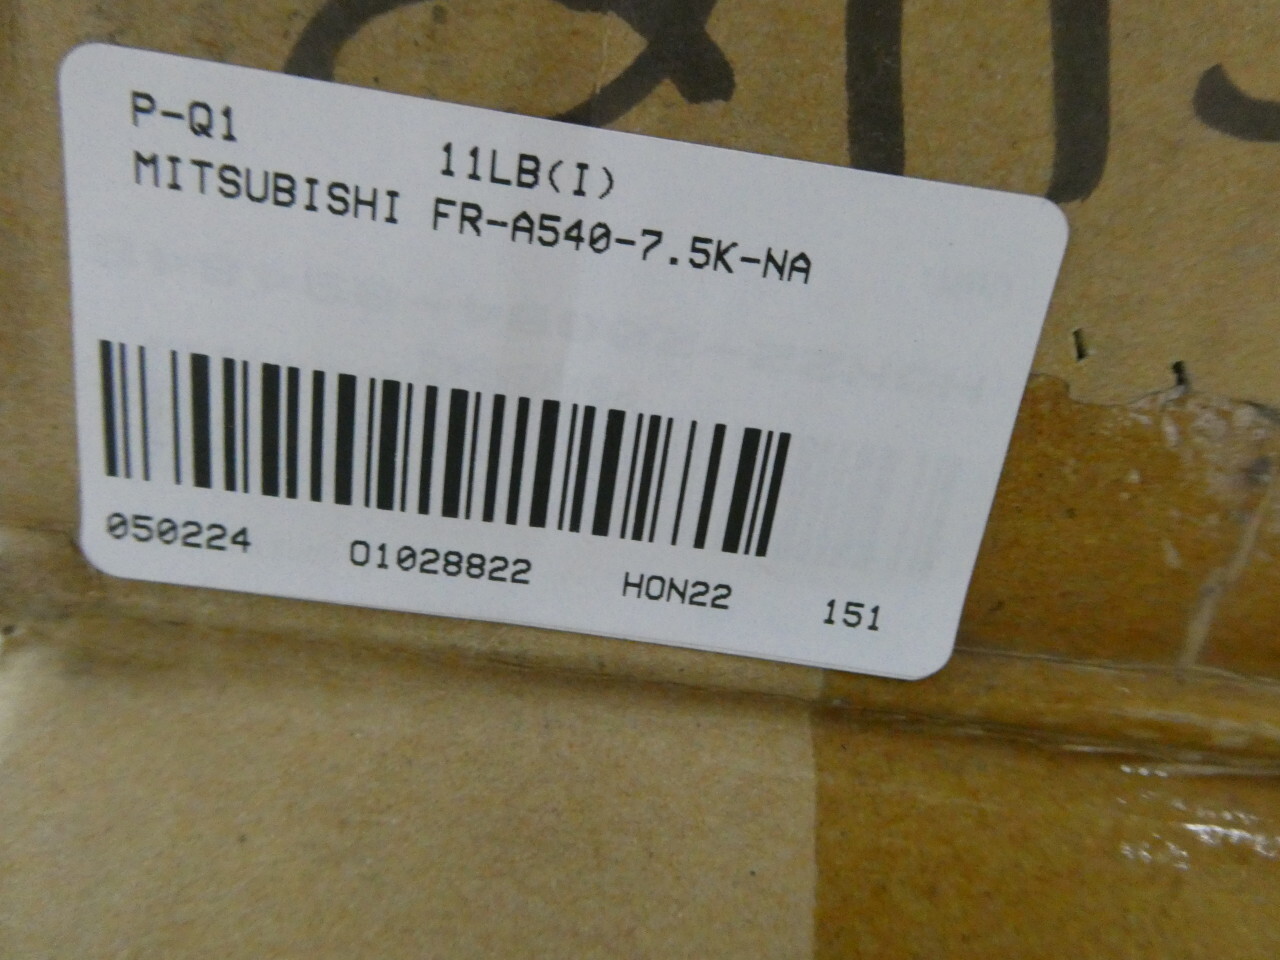 P-Q1 11LB(I)
MITSUBISHI FR-A540-7.5K-NA
050224 01028822 HON22 151